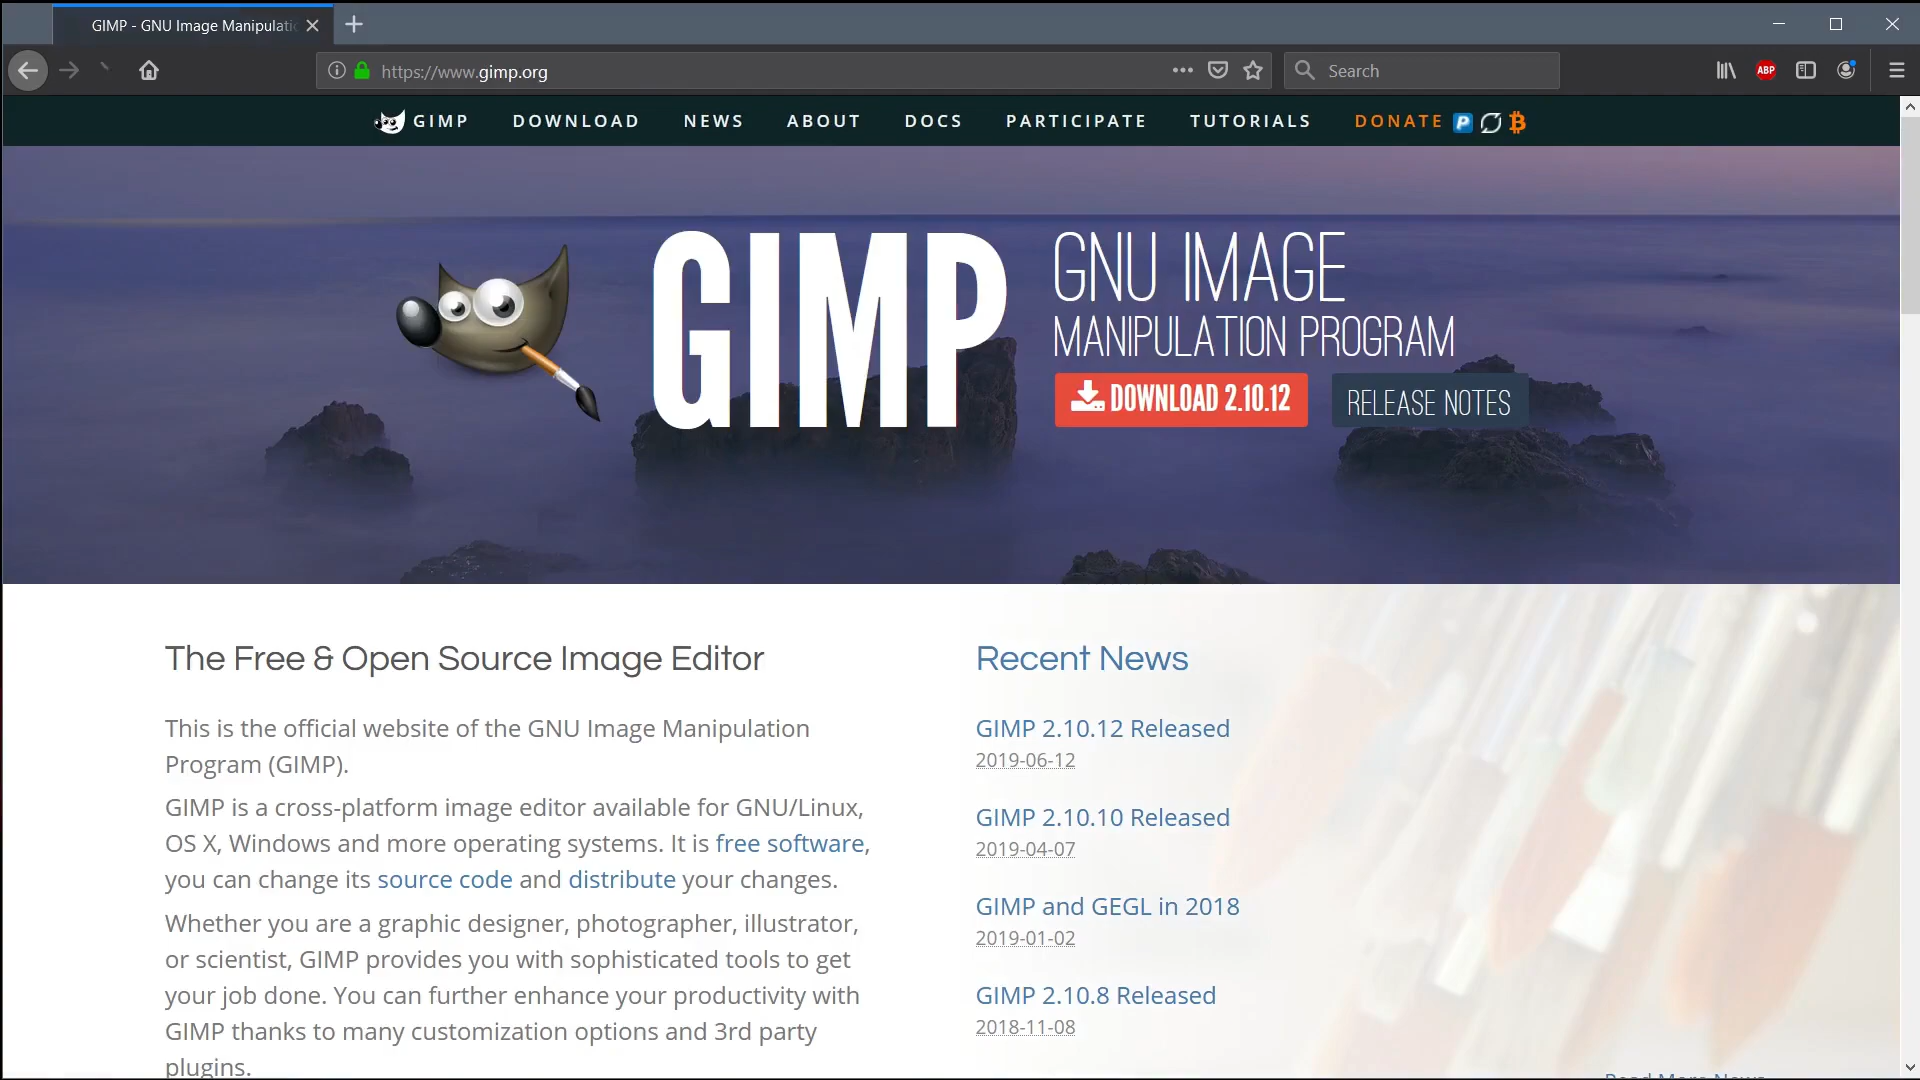 GIMP - GNU Image Manipulati
https://www.gimp.org
Search
ABP
GIMP DOWNLOAD NEWS ABOUT DOCS PARTICIPATE TUTORIALS DONATE
GIMP
GNU IMAGE
MANIPULATION PROGRAM
DOWNLOAD 2.10.12
RELEASE NOTES
The Free & Open Source Image Editor
This is the official website of the GNU Image Manipulation
Program (GIMP).
GIMP is a cross-platform image editor available for GNU/Linux,
OS X, Windows and more operating systems. It is free software,
you can change its source code and distribute your changes.
Whether you are a graphic designer, photographer, illustrator,
or scientist, GIMP provides you with sophisticated tools to get
your job done. You can further enhance your productivity with
GIMP thanks to many customization options and 3rd party
plugins.
Recent News
GIMP 2.10.12 Released
2019-06-12
GIMP 2.10.10 Released
2019-04-07
GIMP and GEGL in 2018
2019-01-02
GIMP 2.10.8 Released
2018-11-08